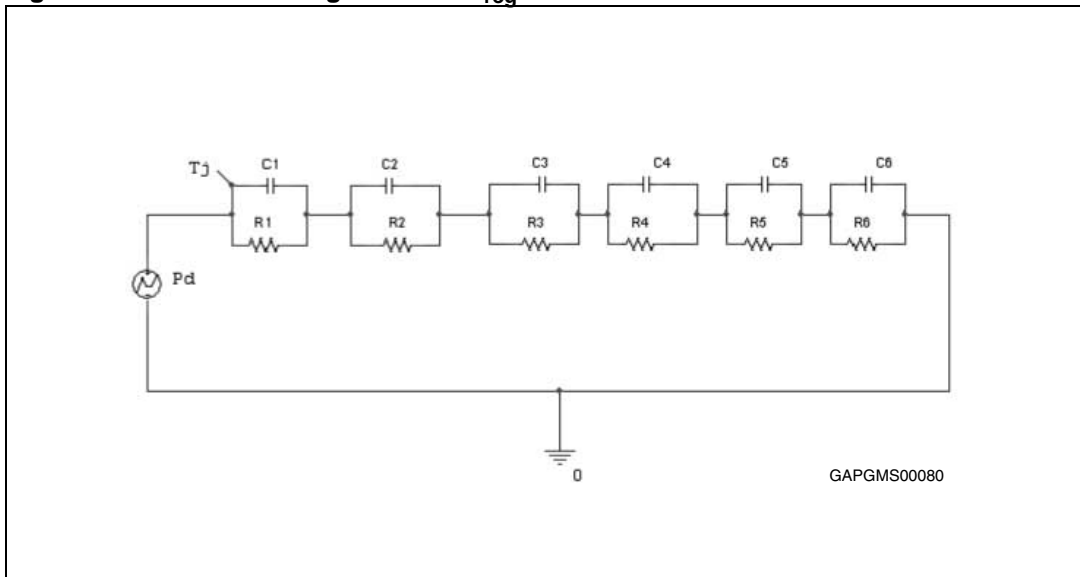 Tj C1 C2 C3 C4 C5 C6
R1 R2 R3 R4 R5 R6
Pd
0
GAPGMS00080